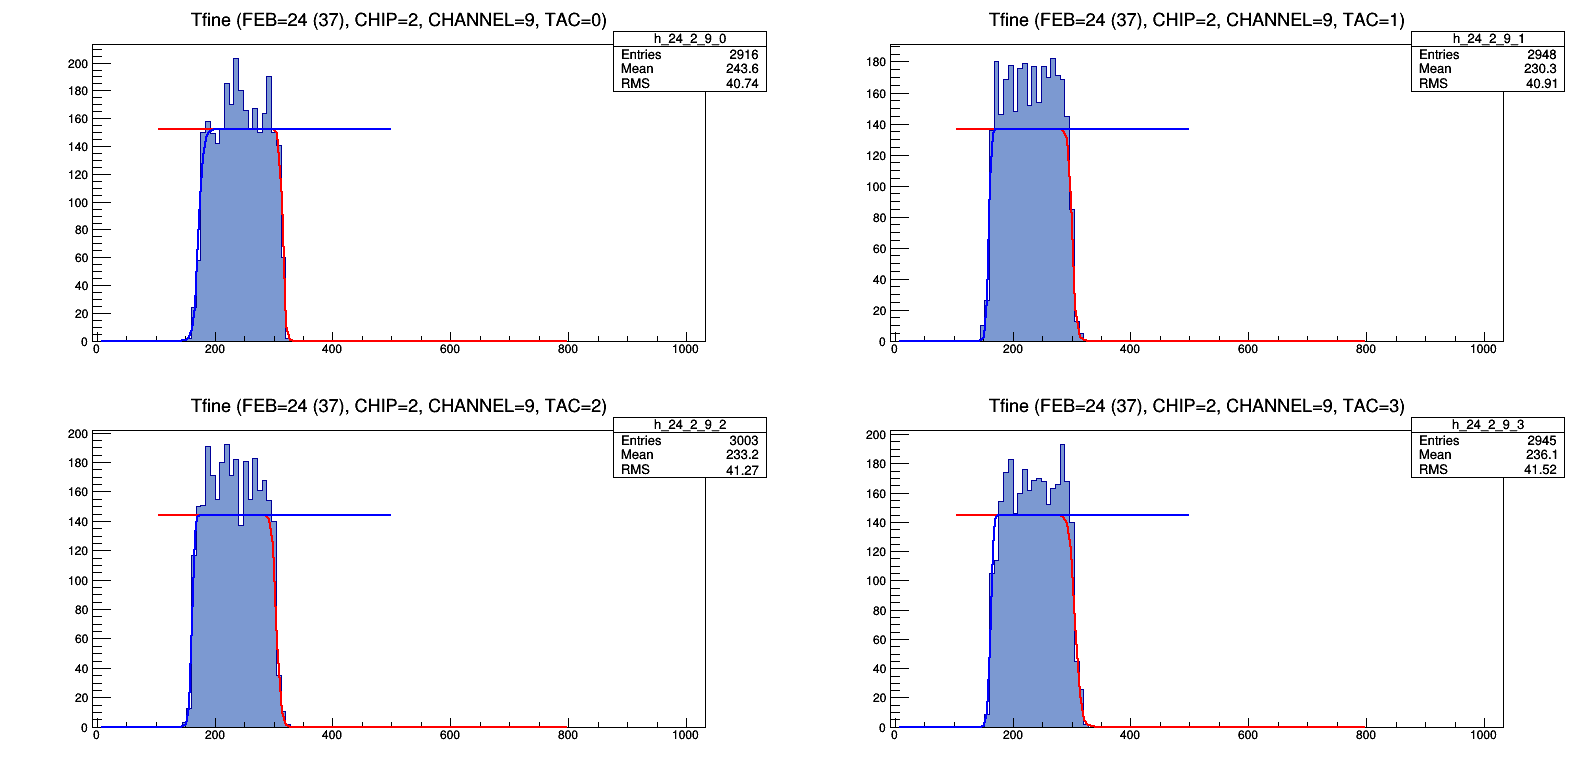 Tfine (FEB=24 (37), CHIP=2, CHANNEL=9, TAC=0)
h_24_2_9_0
Entries 2916
Mean 243.6
RMS 40.74
200
180
160
140
120
100
80
60
40
20
0
0 200 400 600 800 1000
Tfine (FEB=24 (37), CHIP=2, CHANNEL=9, TAC=1)
h_24_2_9_1
Entries 2948
Mean 230.3
RMS 40.91
180
160
140
120
100
80
60
40
20
0
0 200 400 600 800 1000
Tfine (FEB=24 (37), CHIP=2, CHANNEL=9, TAC=2)
h_24_2_9_2
Entries 3003
Mean 233.2
RMS 41.27
200
180
160
140
120
100
80
60
40
20
0
0 200 400 600 800 1000
Tfine (FEB=24 (37), CHIP=2, CHANNEL=9, TAC=3)
h_24_2_9_3
Entries 2945
Mean 236.1
RMS 41.52
200
180
160
140
120
100
80
60
40
20
0
0 200 400 600 800 1000